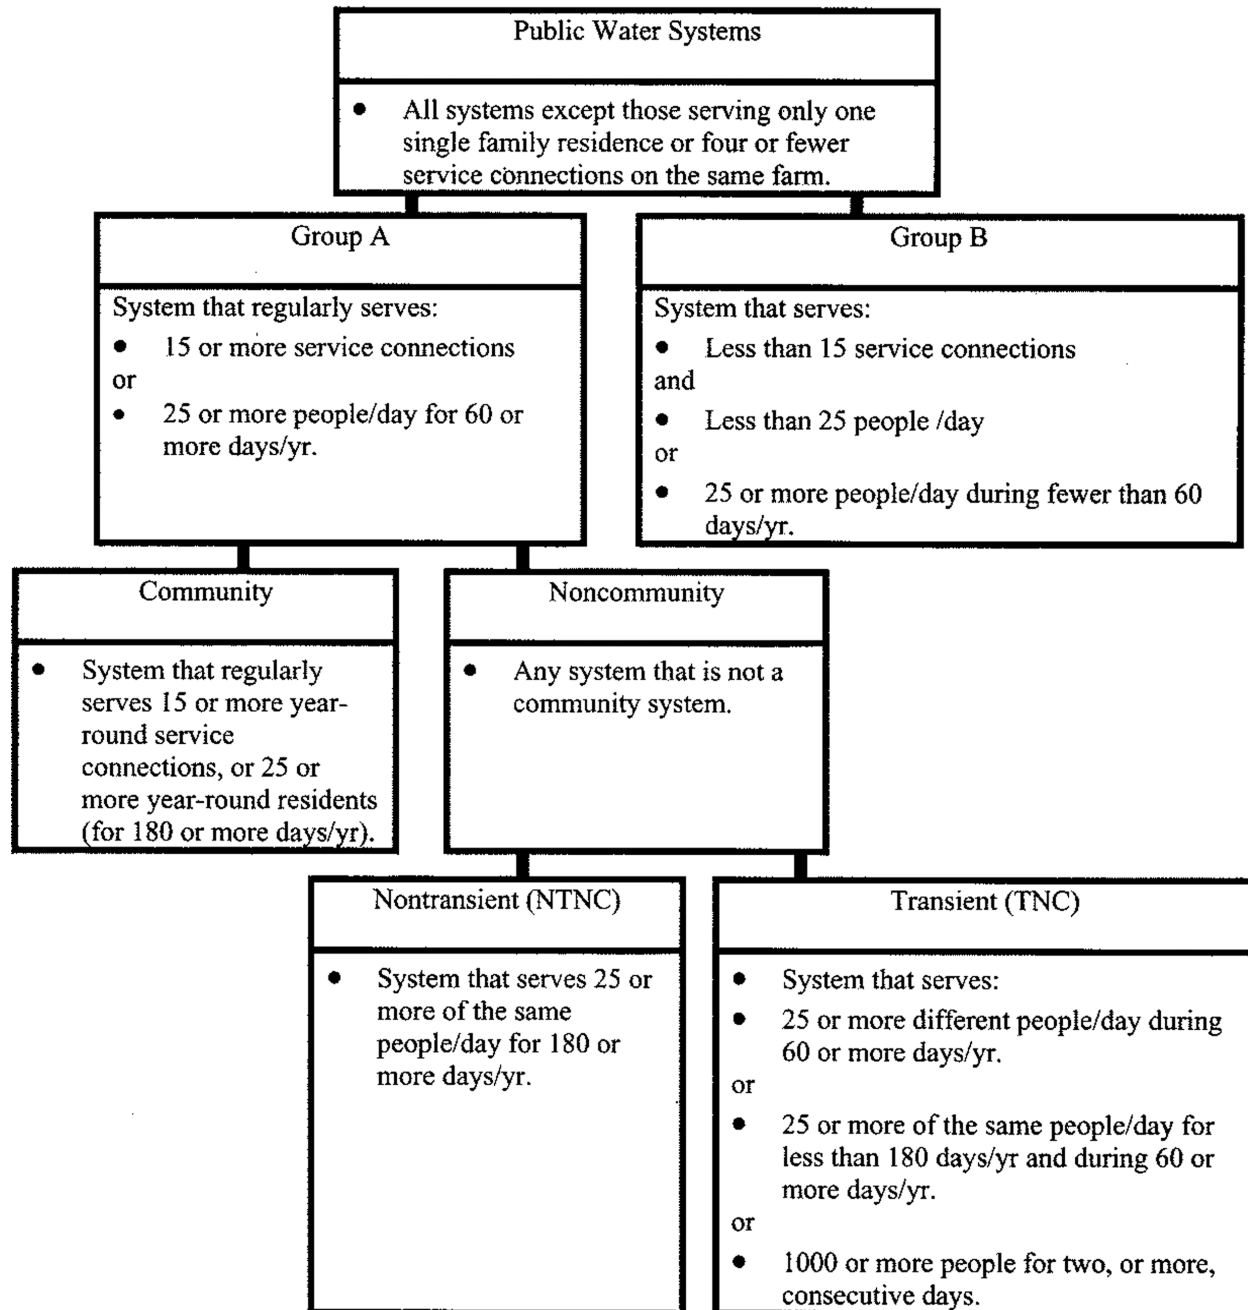 Public Water Systems
• All systems except those serving only one
single family residence or four or fewer
service connections on the same farm.
Group A
System that regularly serves:
• 15 or more service connections
or
• 25 or more people/day for 60 or
more days/yr.
Group B
System that serves:
• Less than 15 service connections
and
• Less than 25 people /day
or
• 25 or more people/day during fewer than 60
days/yr.
Community
• System that regularly
serves 15 or more year-
round service
connections, or 25 or
more year-round residents
(for 180 or more days/yr).
Noncommunity
• Any system that is not a
community system.
Nontransient (NTNC)
• System that serves 25 or
more of the same
people/day for 180 or
more days/yr.
Transient (TNC)
• System that serves:
• 25 or more different people/day during
60 or more days/yr.
or
• 25 or more of the same people/day for
less than 180 days/yr and during 60 or
more days/yr.
or
• 1000 or more people for two, or more,
consecutive days.